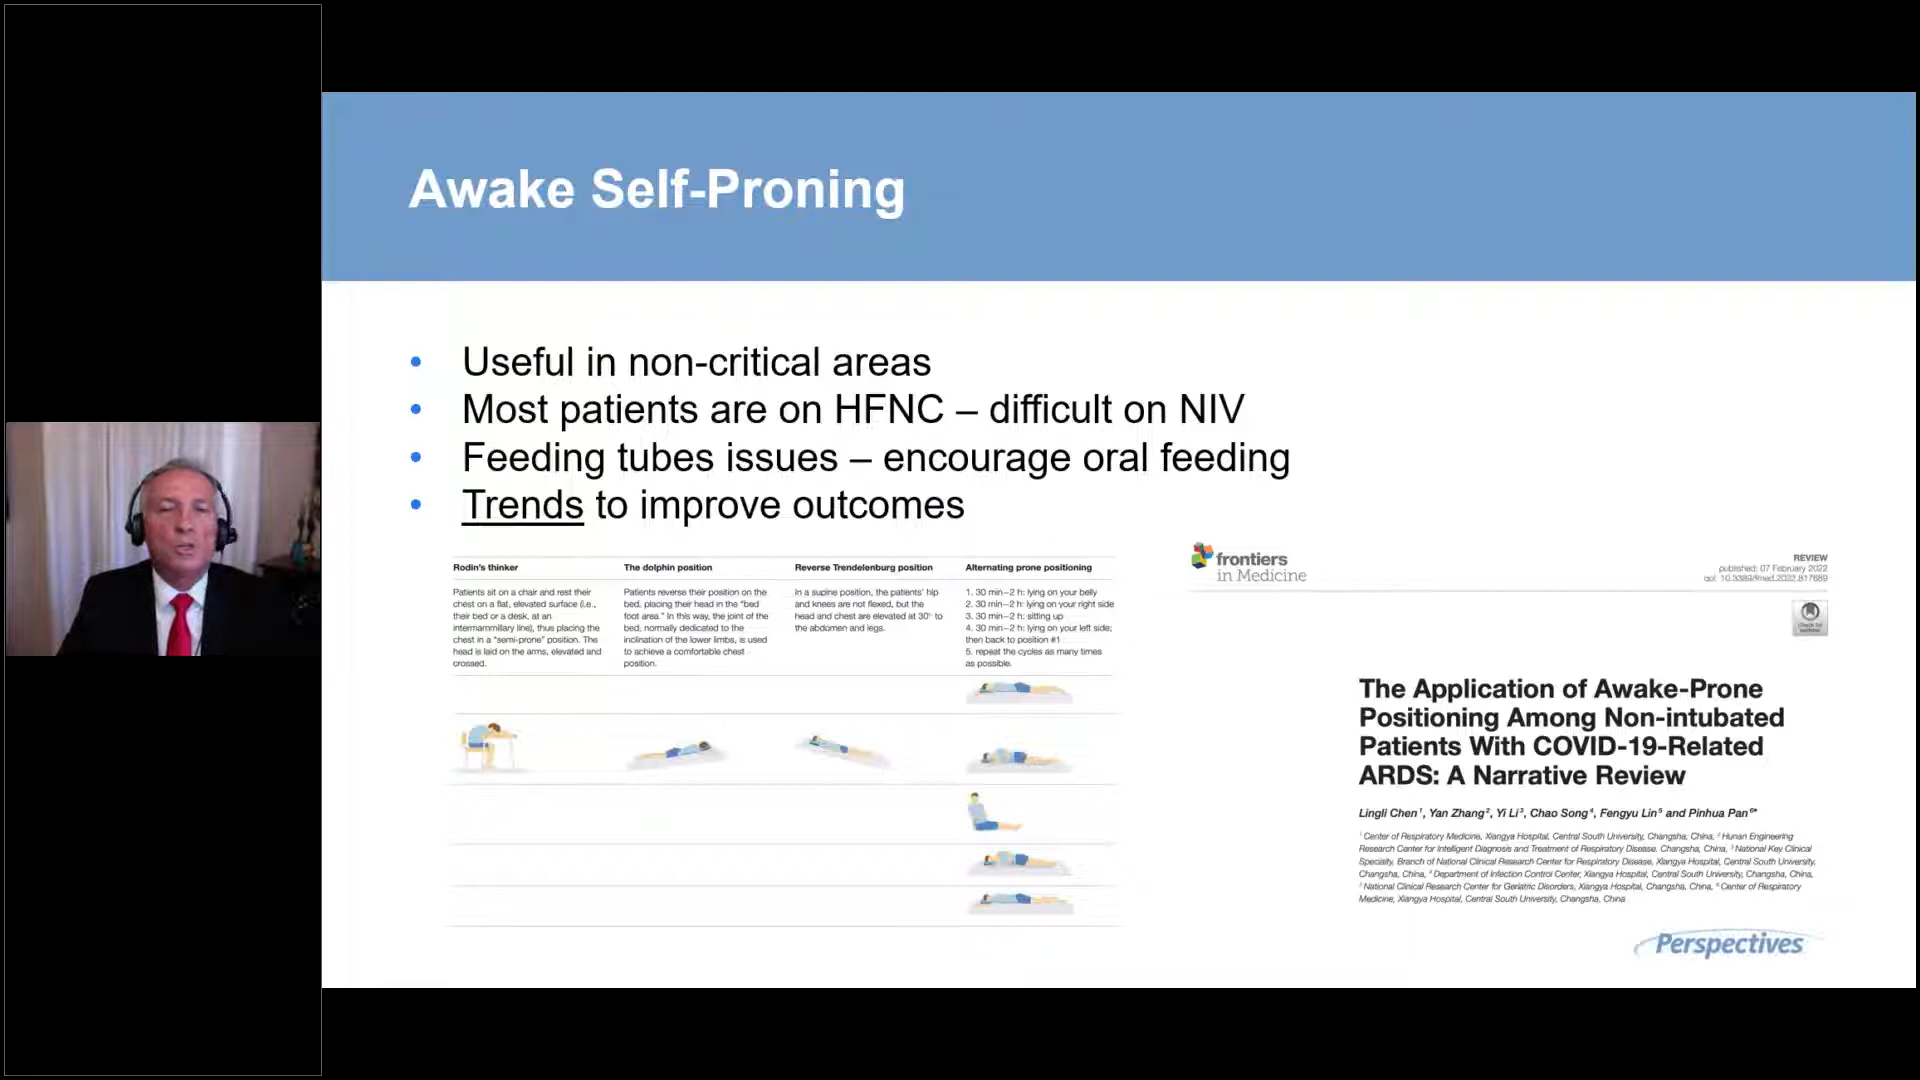 Awake Self-Proning
• Useful in non-critical areas
• Most patients are on HFNC – difficult on NIV
• Feeding tubes issues – encourage oral feeding
• Trends to improve outcomes
Rodin's thinker
Patients sit on a chair and rest their
chest on a flat, elevated surface (i.e.,
their bed or a desk, at an
intermammillary line), thus placing the
chest in a "semi-prone" position. The
head is laid on the arms, elevated and
crossed.
The dolphin position
Patients reverse their position on the
bed, placing their head in the "bed
foot area." In this way, the joint of the
bed, normally dedicated to the
inclination of the lower limbs, is used
to achieve a comfortable chest
position.
Reverse Trendelenburg position
In a supine position, the patients' hip
and knees are not flexed, but the
head and chest are elevated at 30° to
the abdomen and legs.
Alternating prone positioning
1. 30 min–2 h: lying on your belly
2. 30 min–2 h: lying on your right side
3. 30 min–2 h: sitting up
4. 30 min–2 h: lying on your left side;
then back to position #1
5. repeat the cycles as many times
as possible.
frontiers
in Medicine
REVIEW
published: 07 February 2022
doi: 10.3389/fmed.2022.817689
Check for
updates
The Application of Awake-Prone
Positioning Among Non-intubated
Patients With COVID-19-Related
ARDS: A Narrative Review
Lingli Chen1, Yan Zhang2, Yi Li3, Chao Song4, Fengyu Lin5 and Pinhua Pan6*
1 Center of Respiratory Medicine, Xiangya Hospital, Central South University, Changsha, China, 2 Hunan Engineering
Research Center for Intelligent Diagnosis and Treatment of Respiratory Disease, Changsha, China, 3 National Key Clinical
Specialty, Branch of National Clinical Research Center for Respiratory Disease, Xiangya Hospital, Central South University,
Changsha, China, 4 Department of Infection Control Center, Xiangya Hospital, Central South University, Changsha, China,
5 National Clinical Research Center for Geriatric Disorders, Xiangya Hospital, Changsha, China, 6 Center of Respiratory
Medicine, Xiangya Hospital, Central South University, Changsha, China
Perspectives